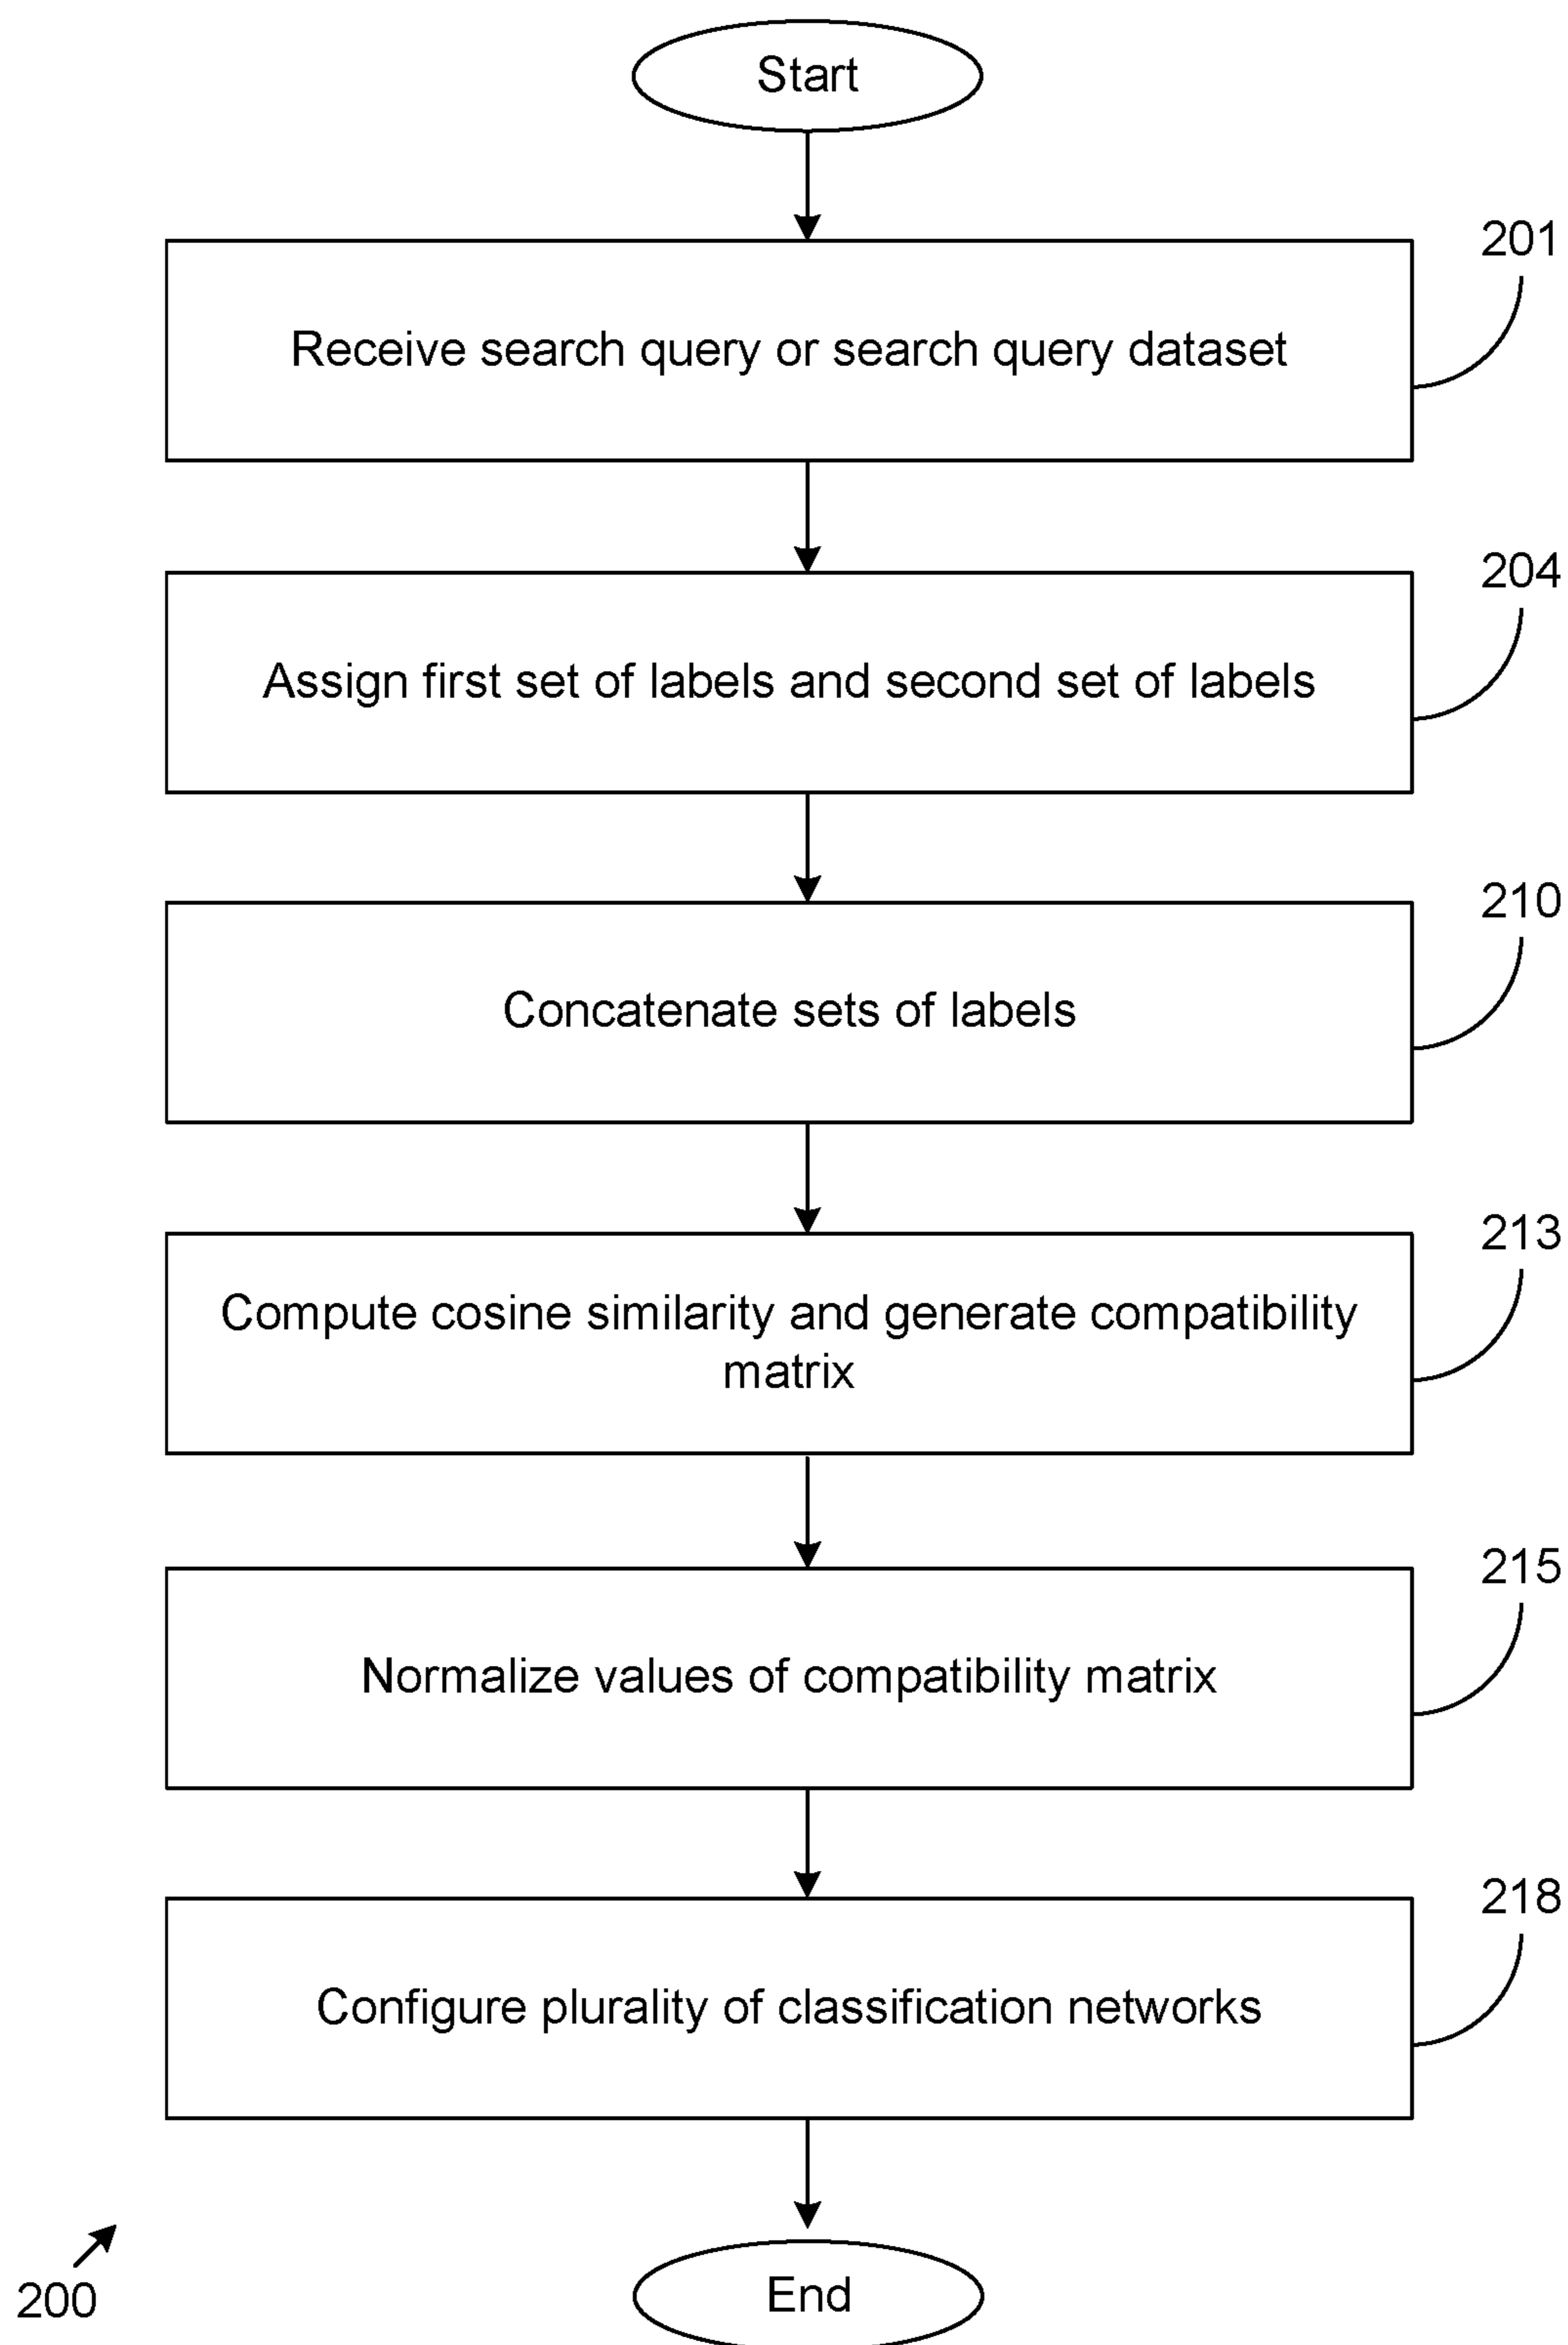 Start
201
Receive search query or search query dataset
204
Assign first set of labels and second set of labels
210
Concatenate sets of labels
213
Compute cosine similarity and generate compatibility
matrix
215
Normalize values of compatibility matrix
218
Configure plurality of classification networks
200
End